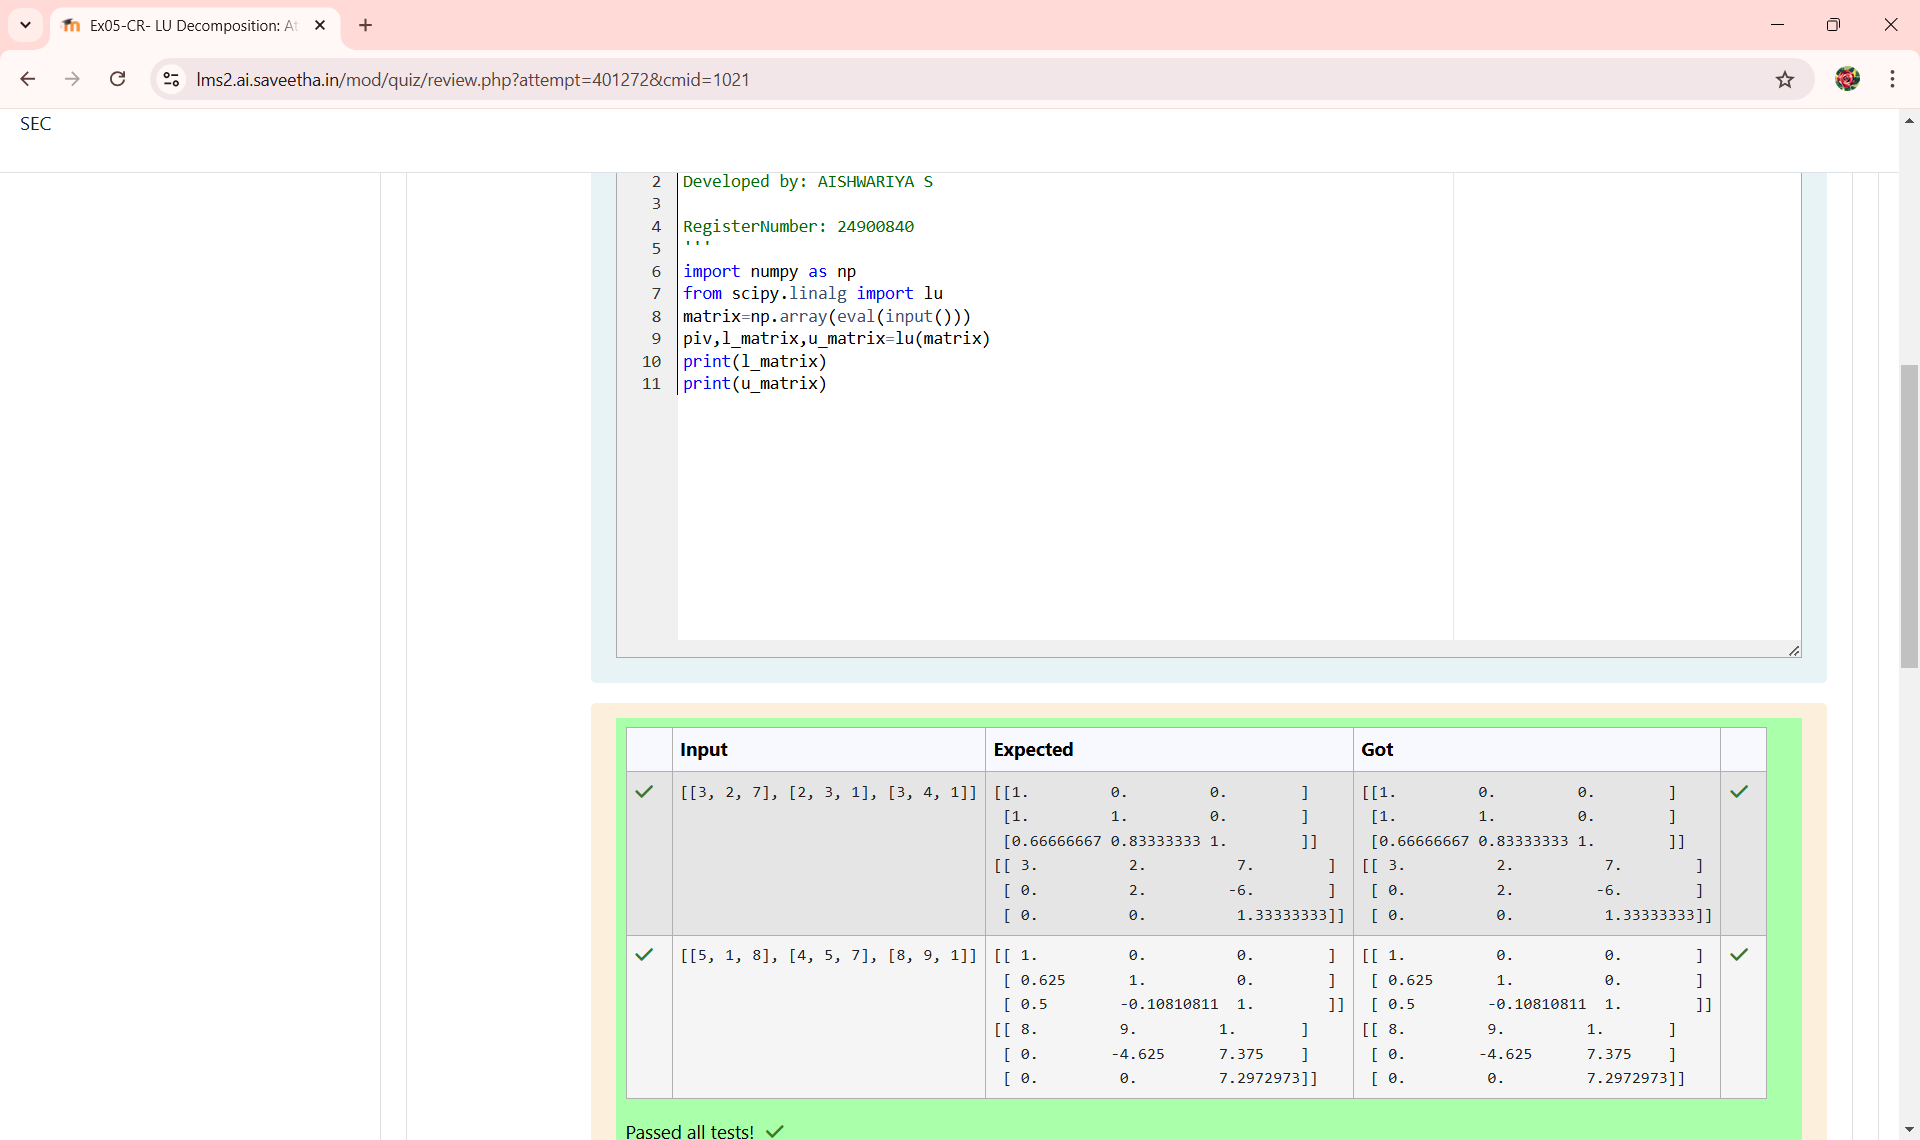 Ex05-CR- LU Decomposition: At
lms2.ai.saveetha.in/mod/quiz/review.php?attempt=401272&cmid=1021
SEC
2 Developed by: AISHWARIYA S
3
4 RegisterNumber: 24900840
5 '''
6 import numpy as np
7 from scipy.linalg import lu
8 matrix=np.array(eval(input()))
9 piv,l_matrix,u_matrix=lu(matrix)
10 print(l_matrix)
11 print(u_matrix)
Input Expected Got
[[3, 2, 7], [2, 3, 1], [3, 4, 1]] [[1. 0. 0. ] [[1. 0. 0. ]
[1. 1. 0. ] [1. 1. 0. ]
[0.66666667 0.83333333 1. ]] [0.66666667 0.83333333 1. ]]
[[ 3. 2. 7. ] [[ 3. 2. 7. ]
[ 0. 2. -6. ] [ 0. 2. -6. ]
[ 0. 0. 1.33333333]] [ 0. 0. 1.33333333]]
[[5, 1, 8], [4, 5, 7], [8, 9, 1]] [[ 1. 0. 0. ] [[ 1. 0. 0. ]
[ 0.625 1. 0. ] [ 0.625 1. 0. ]
[ 0.5 -0.10810811 1. ]] [ 0.5 -0.10810811 1. ]]
[[ 8. 9. 1. ] [[ 8. 9. 1. ]
[ 0. -4.625 7.375 ] [ 0. -4.625 7.375 ]
[ 0. 0. 7.2972973]] [ 0. 0. 7.2972973]]
Passed all tests!